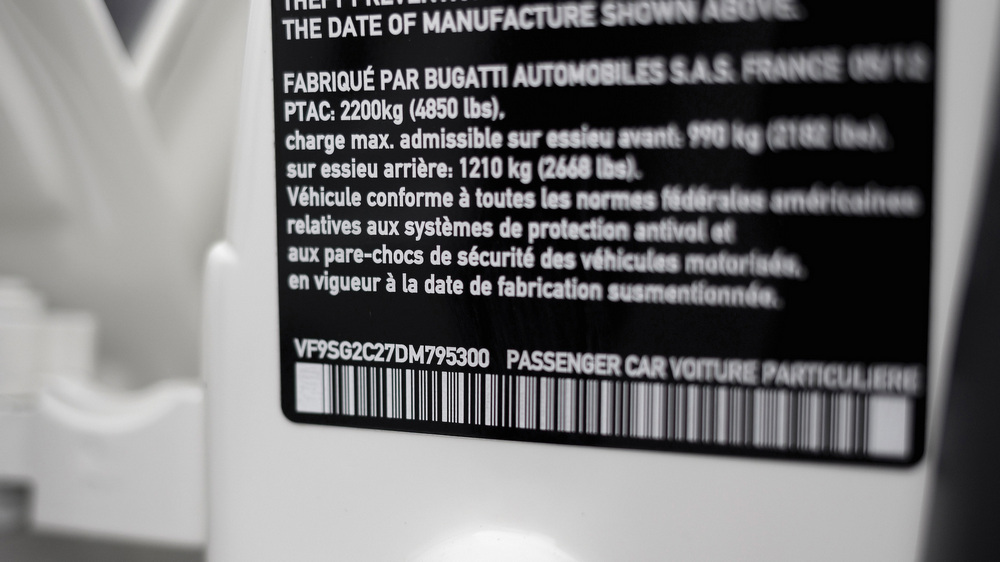 THEFT PREVENTION
THE DATE OF MANUFACTURE SHOWN ABOVE.
FABRIQUÉ PAR BUGATTI AUTOMOBILES S.A.S. FRANCE 05/12
PTAC: 2200kg (4850 lbs),
charge max. admissible sur essieu avant: 990 kg (2182 lbs),
sur essieu arrière: 1210 kg (2668 lbs).
Véhicule conforme à toutes les normes fédérales américaines
relatives aux systèmes de protection antivol et
aux pare-chocs de sécurité des véhicules motorisés,
en vigueur à la date de fabrication susmentionnée.
VF9SG2C27DM795300 PASSENGER CAR VOITURE PARTICULIERE